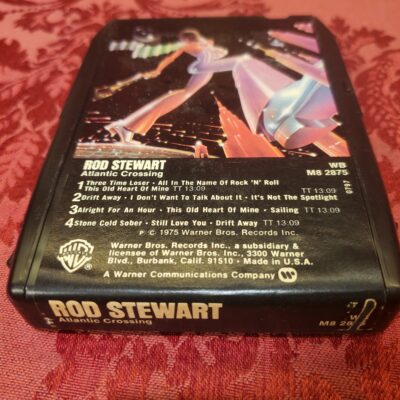 ROD STEWART
Atlantic Crossing
WB
M8 2875
1 Three Time Loser • All In The Name Of Rock 'N' Roll
This Old Heart Of Mine TT 13:09
2 Drift Away • I Don't Want To Talk About It • It's Not The Spotlight
TT 13:09
3 Alright For An Hour • This Old Heart Of Mine • Sailing TT 13:09
4 Stone Cold Sober • Still Love You • Drift Away TT 13:09
0797
℗ © 1975 Warner Bros. Records Inc.
Warner Bros. Records Inc., a subsidiary &
licensee of Warner Bros. Inc., 3300 Warner
Blvd., Burbank, Calif. 91510 • Made in U.S.A.
A Warner Communications Company
ROD STEWART
Atlantic Crossing
M8